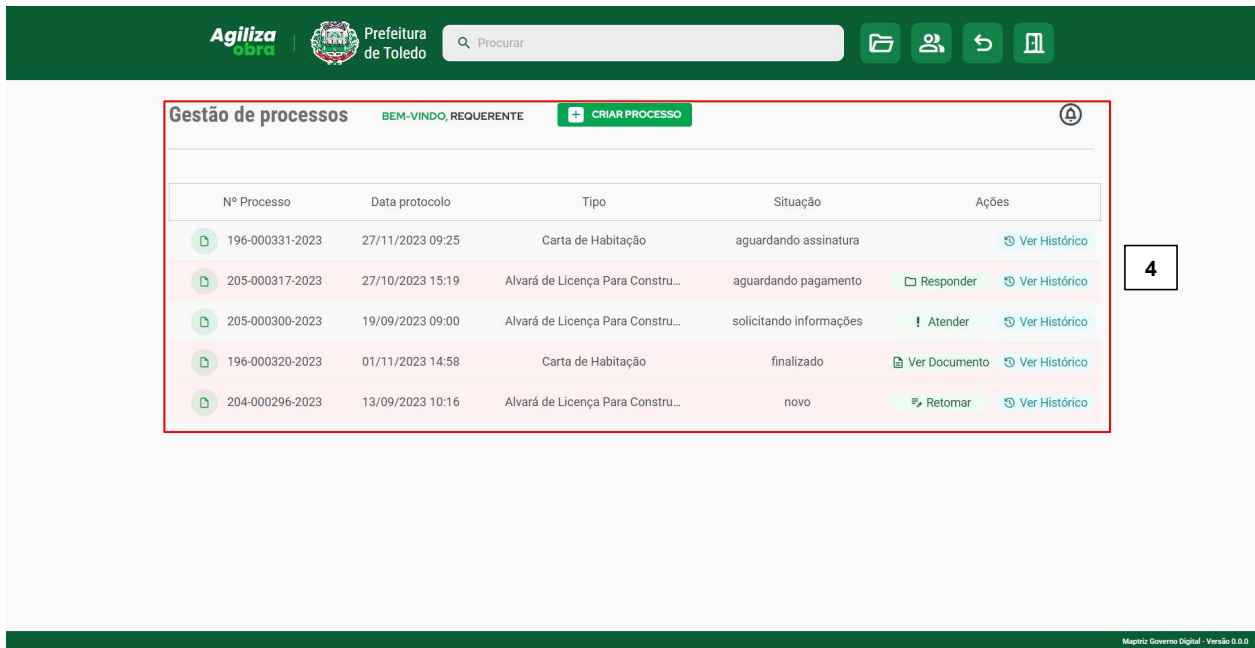 Agiliza
obra
Prefeitura
de Toledo
Procurar
Gestão de processos BEM-VINDO, REQUERENTE + CRIAR PROCESSO
Nº Processo Data protocolo Tipo Situação Ações
196-000331-2023 27/11/2023 09:25 Carta de Habitação aguardando assinatura Ver Histórico
205-000317-2023 27/10/2023 15:19 Alvará de Licença Para Constru... aguardando pagamento Responder Ver Histórico
4
205-000300-2023 19/09/2023 09:00 Alvará de Licença Para Constru... solicitando informações ! Atender Ver Histórico
196-000320-2023 01/11/2023 14:58 Carta de Habitação finalizado Ver Documento Ver Histórico
204-000296-2023 13/09/2023 10:16 Alvará de Licença Para Constru... novo Retomar Ver Histórico
Maptriz Governo Digital - Versão 0.0.0